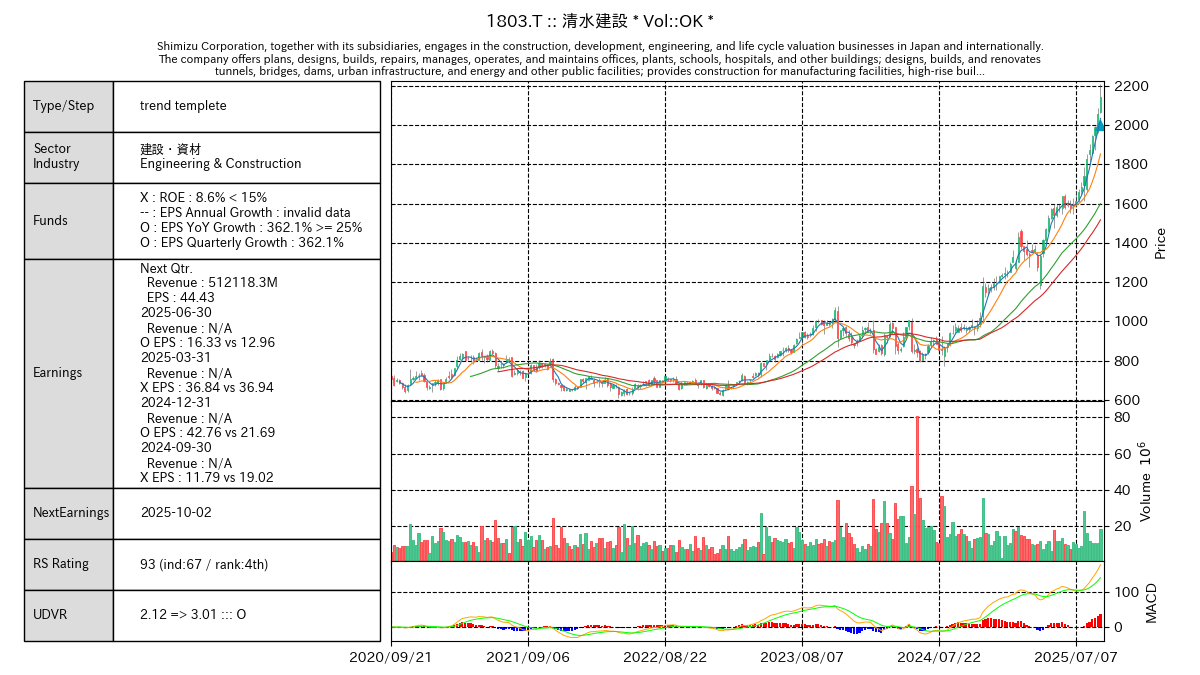 1803.T :: 清水建設 * Vol::OK *
Shimizu Corporation, together with its subsidiaries, engages in the construction, development, engineering, and life cycle valuation businesses in Japan and internationally.
The company offers plans, designs, builds, repairs, manages, operates, and maintains offices, plants, schools, hospitals, and other buildings; designs, builds, and renovates
tunnels, bridges, dams, urban infrastructure, and energy and other public facilities; provides construction for manufacturing facilities, high-rise buil...
Type/Step
trend templete
Sector
Industry
建設・資材
Engineering & Construction
Funds
X : ROE : 8.6% < 15%
-- : EPS Annual Growth : invalid data
O : EPS YoY Growth : 362.1% >= 25%
O : EPS Quarterly Growth : 362.1%
Earnings
Next Qtr.
Revenue : 512118.3M
EPS : 44.43
2025-06-30
Revenue : N/A
O EPS : 16.33 vs 12.96
2025-03-31
Revenue : N/A
X EPS : 36.84 vs 36.94
2024-12-31
Revenue : N/A
O EPS : 42.76 vs 21.69
2024-09-30
Revenue : N/A
X EPS : 11.79 vs 19.02
NextEarnings
2025-10-02
RS Rating
93 (ind:67 / rank:4th)
UDVR
2.12 => 3.01 ::: O
2200
2000
1800
1600
1400
1200
1000
800
600
Price
80
60
40
20
Volume 10⁶
100
0
MACD
2020/09/21
2021/09/06
2022/08/22
2023/08/07
2024/07/22
2025/07/07